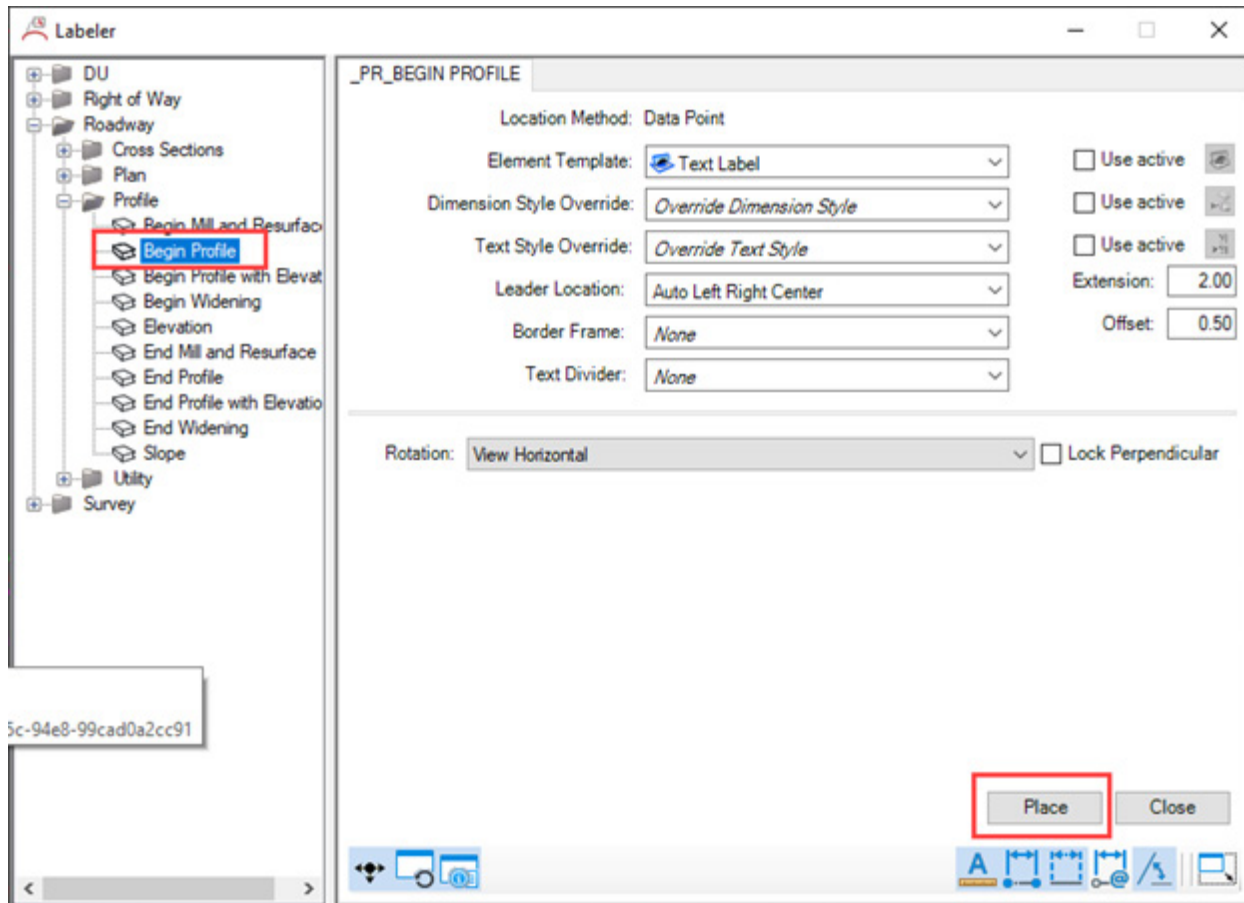 Labeler
DU
Right of Way
Roadway
Cross Sections
Plan
Profile
Begin Mill and Resurfac
Begin Profile
Begin Profile with Elevat
Begin Widening
Elevation
End Mill and Resurface
End Profile
End Profile with Elevatio
End Widening
Slope
Utility
Survey
5c-94e8-99cad0a2cc91
_PR_BEGIN PROFILE
Location Method: Data Point
Element Template: Text Label Use active
Dimension Style Override: Override Dimension Style Use active
Text Style Override: Override Text Style Use active
Leader Location: Auto Left Right Center Extension: 2.00
Border Frame: None Offset: 0.50
Text Divider: None
Rotation: View Horizontal Lock Perpendicular
Place Close